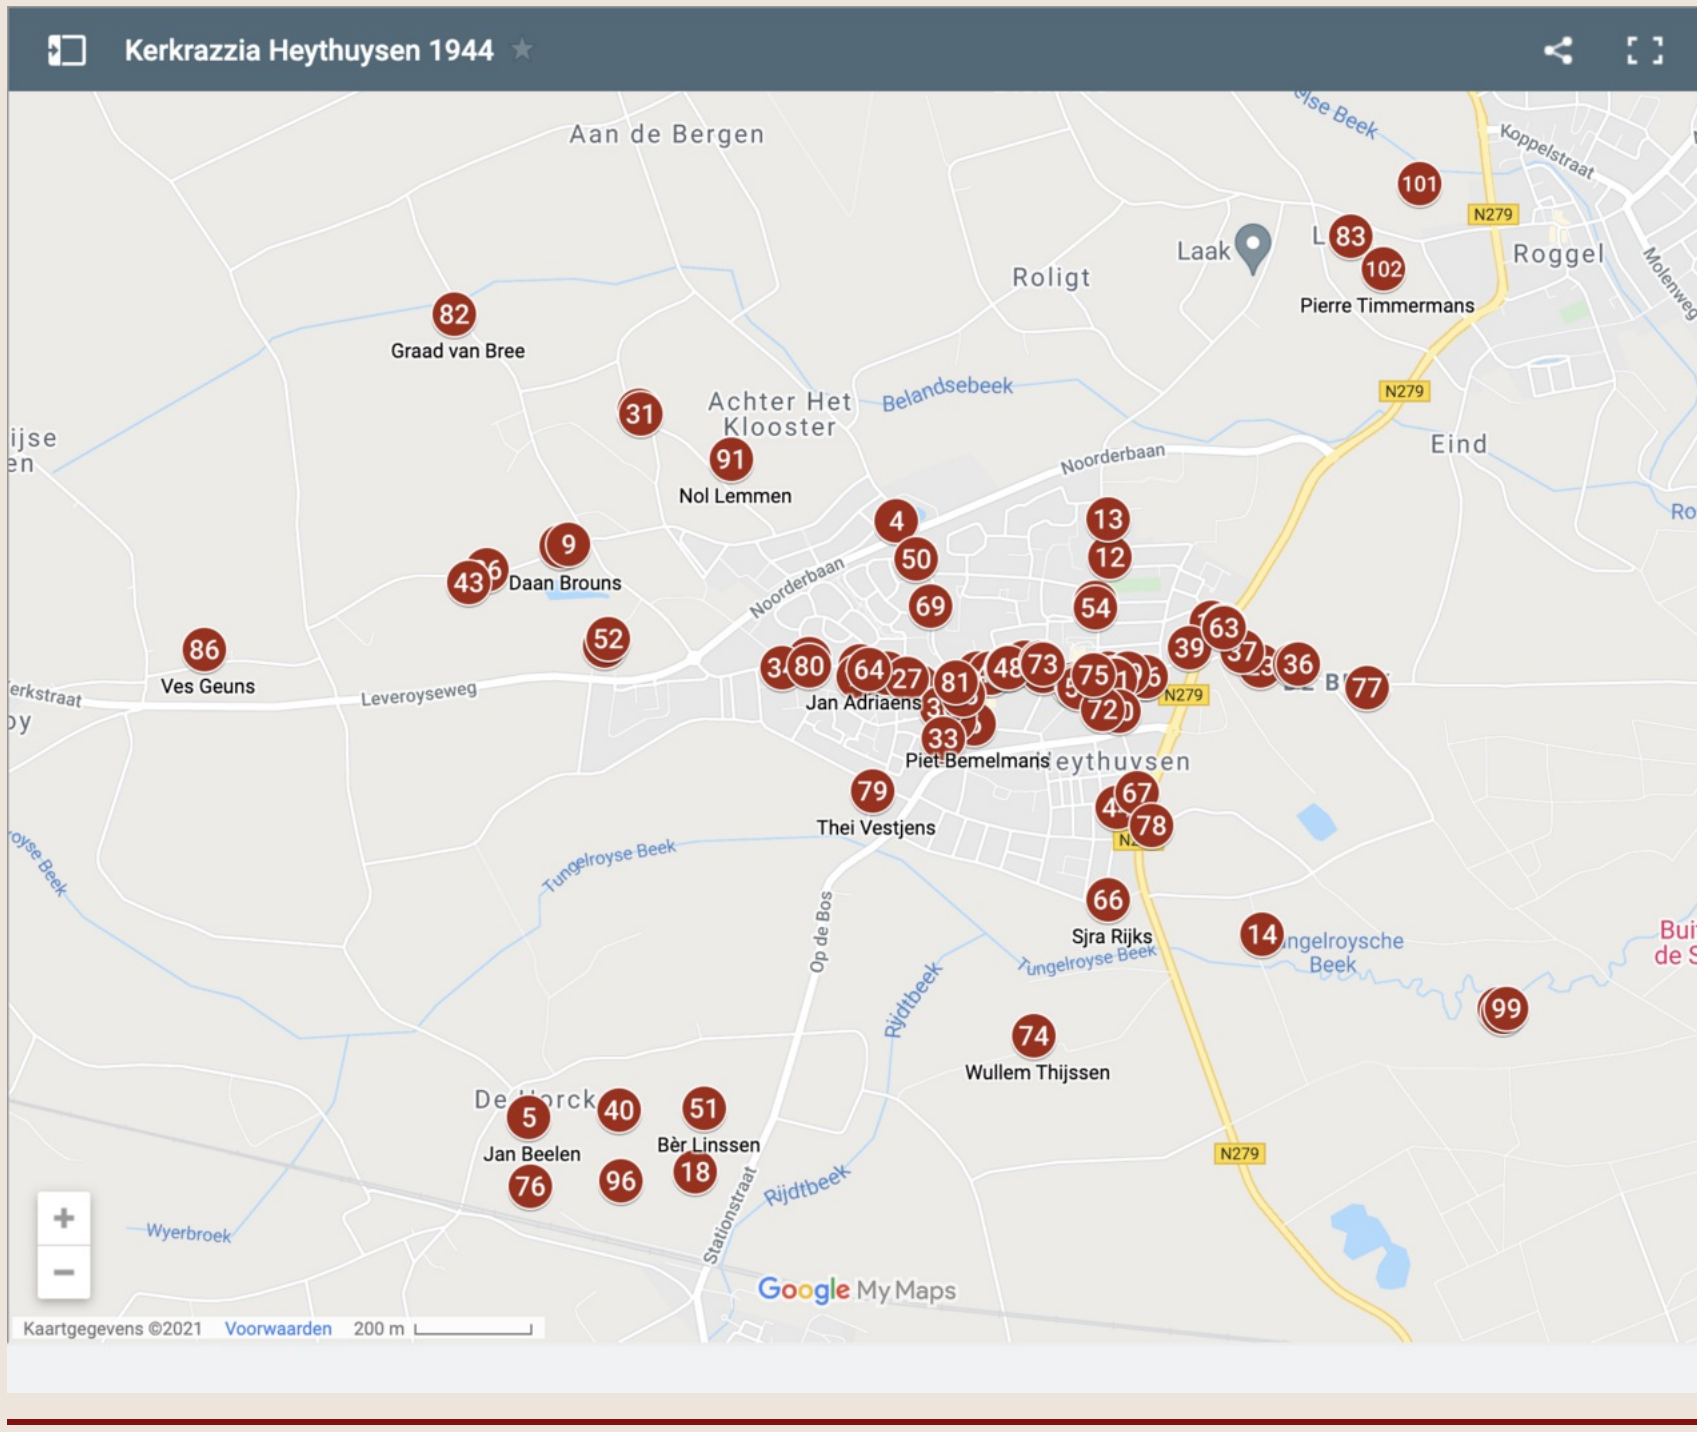 Kerkrazzia Heythuysen 1944
Aan de Bergen
Koppelstraat
101
N279
83
Laak
102
Roggel
Roligt
Molenweg
Pierre Timmermans
82
Graad van Bree
Belandsebeek
N279
31
Achter Het
Klooster
Eind
91
Noorderbaan
Nol Lemmen
4
13
9
50
12
43
Daan Brouns
Noorderbaan
69
54
86
52
63
39
37
36
Ves Geuns
34
80
64
27
81
48
73
75
77
Leveroyseweg
N279
Jan Adriaens
72
33
Piet Bemelmans
79
67
Thei Vestjens
78
Tungelroyse Beek
66
Op de Bos
Sjra Rijks
14
Beek
Tungelroyse Beek
Rijdtbeek
99
74
Wullem Thijssen
5
40
51
Jan Beelen
Bèr Linssen
N279
76
96
18
Rijdtbeek
Stationstraat
+
Wyerbroek
−
Google My Maps
Kaartgegevens ©2021 Voorwaarden 200 m